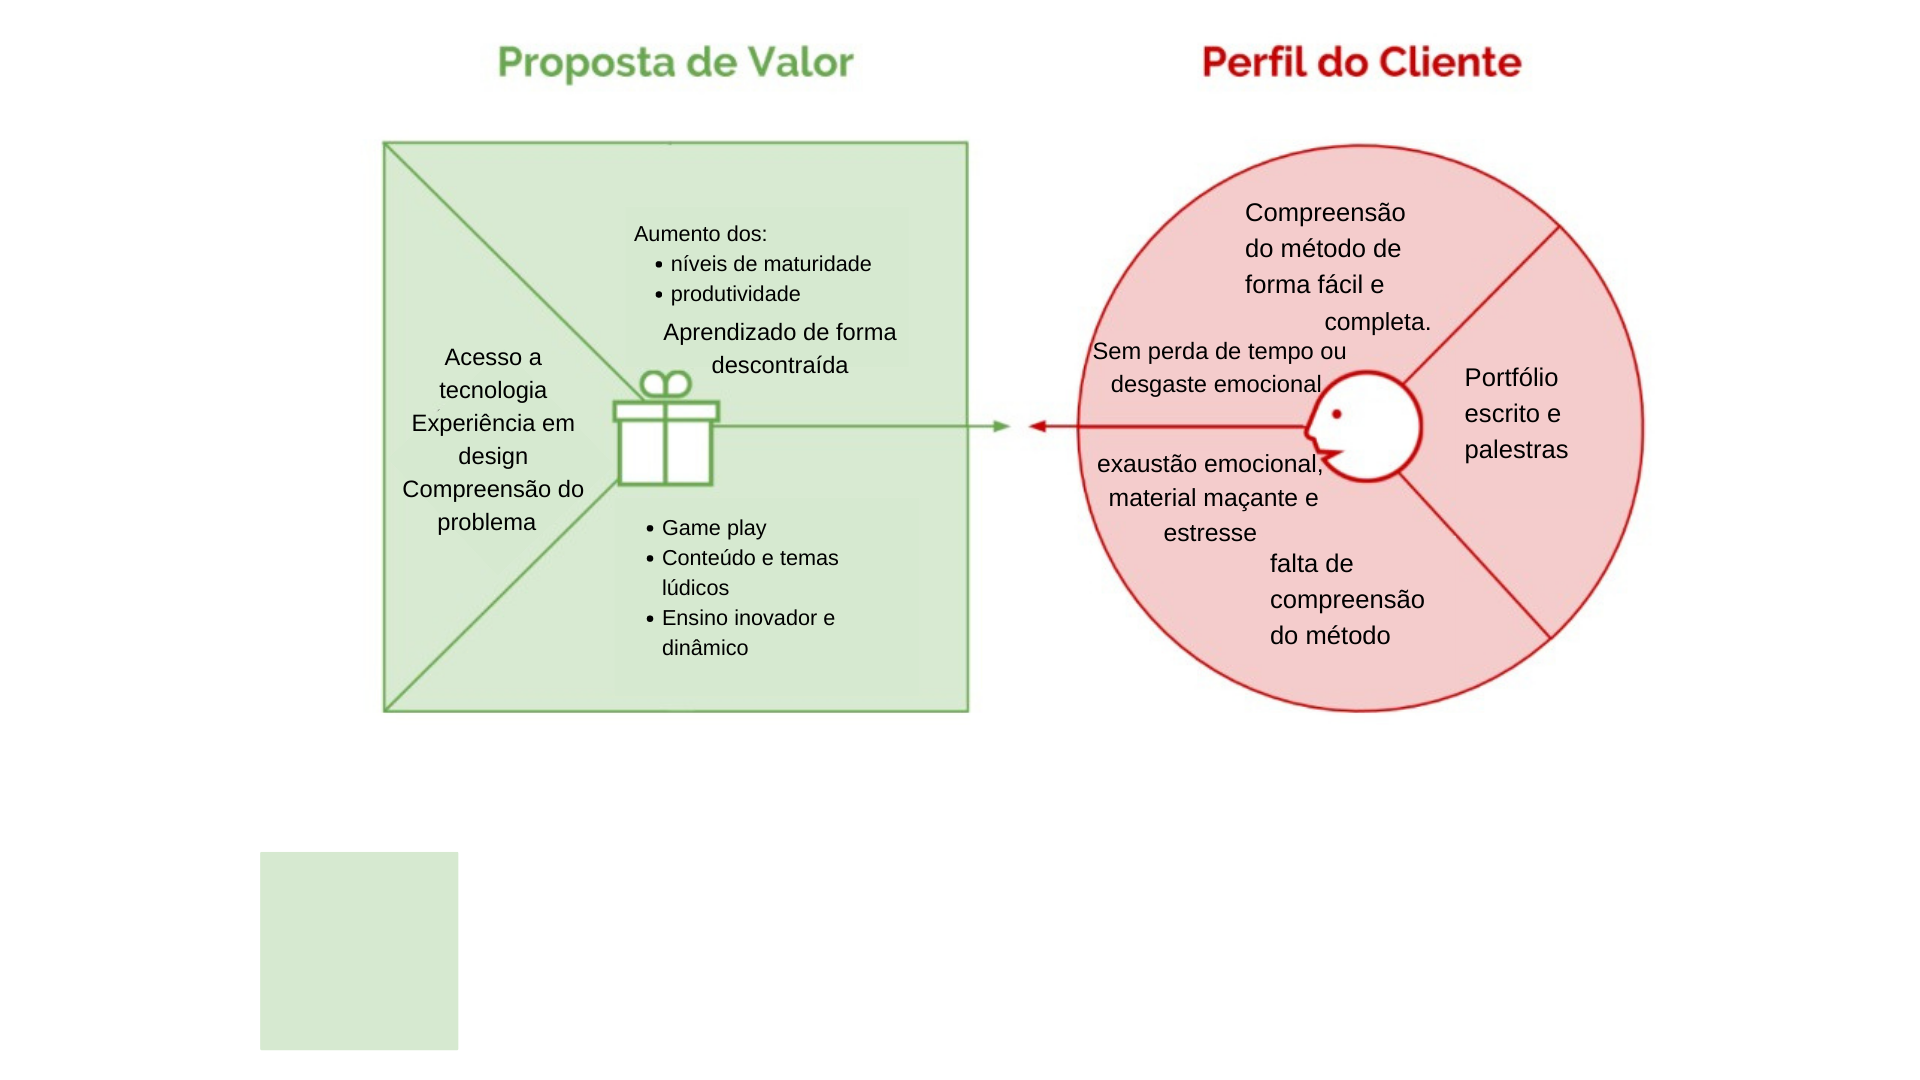 Proposta de Valor
Perfil do Cliente
Aumento dos:
• níveis de maturidade
• produtividade
Aprendizado de forma
descontraída
Acesso a
tecnologia
Experiência em
design
Compreensão do
problema
• Game play
• Conteúdo e temas
lúdicos
• Ensino inovador e
dinâmico
Compreensão
do método de
forma fácil e
completa.
Sem perda de tempo ou
desgaste emocional
Portfólio
escrito e
palestras
exaustão emocional,
material maçante e
estresse
falta de
compreensão
do método